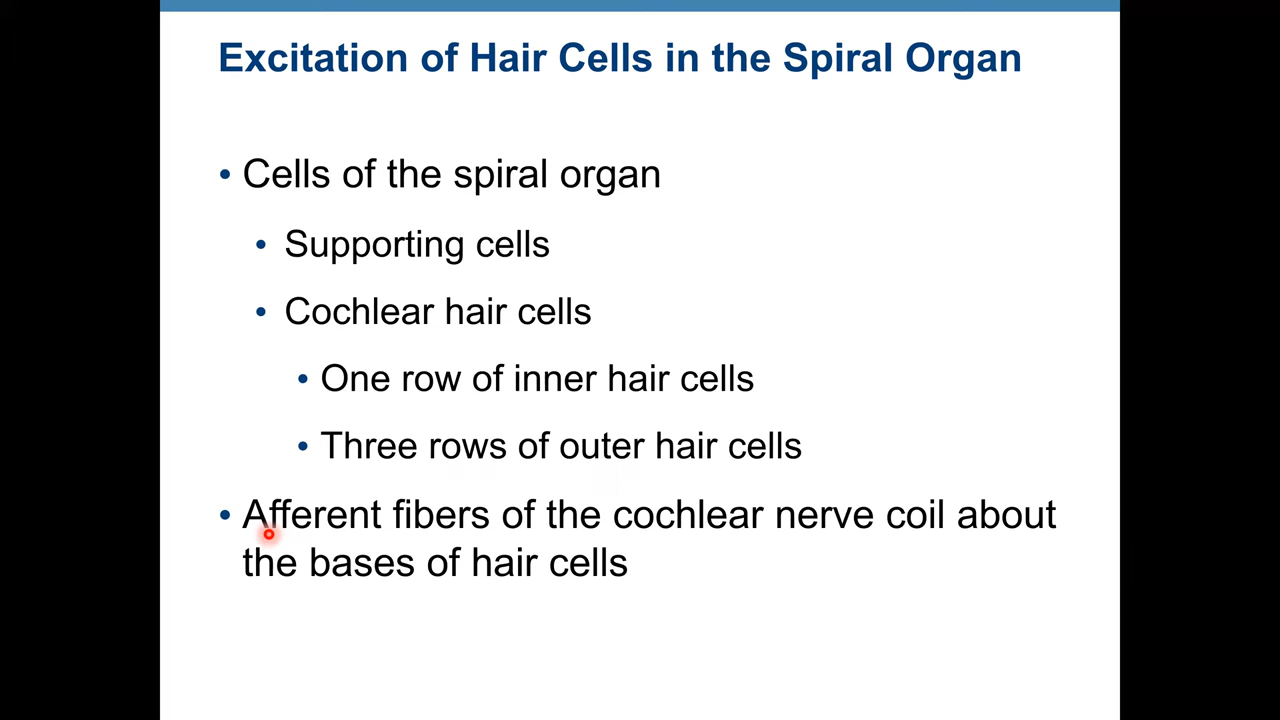 Excitation of Hair Cells in the Spiral Organ
• Cells of the spiral organ
• Supporting cells
• Cochlear hair cells
• One row of inner hair cells
• Three rows of outer hair cells
• Afferent fibers of the cochlear nerve coil about
the bases of hair cells